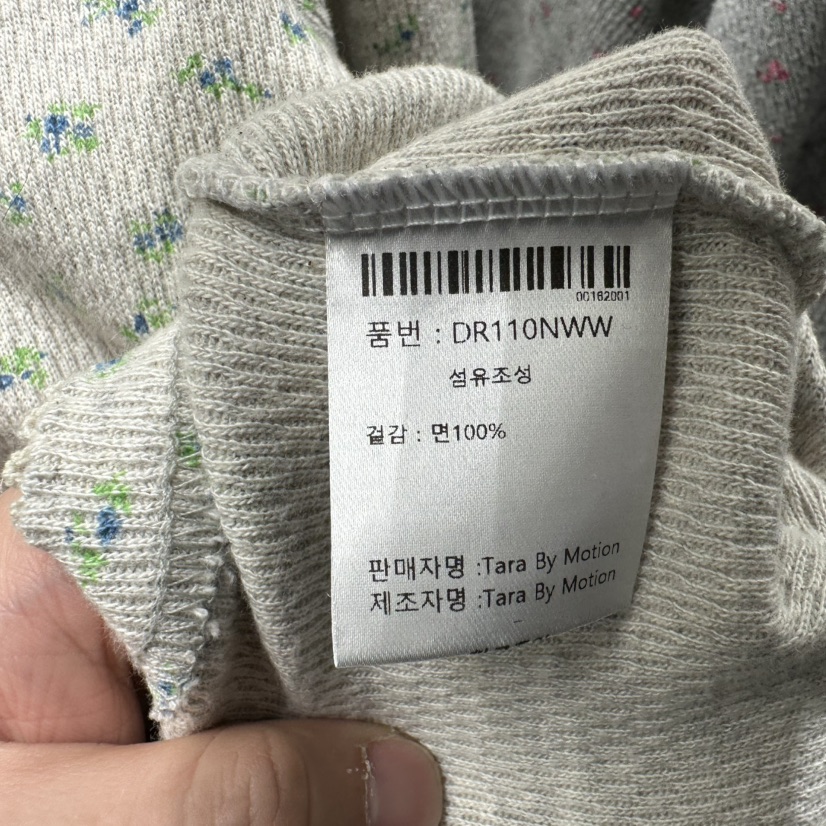 00162001
품번 : DR110NWW
섬유조성
겉감 : 면100%
판매자명 :Tara By Motion
제조자명 :Tara By Motion